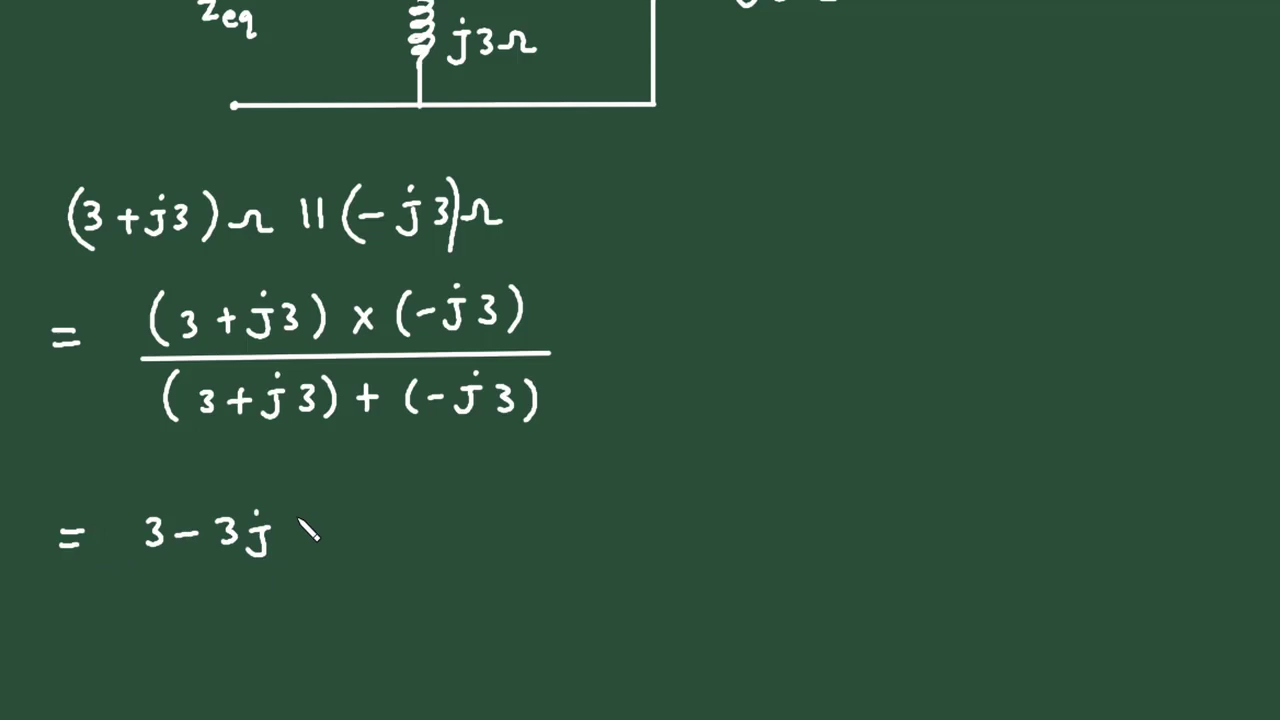 Zeq
j3Ω
(3+j3)Ω || (-j3)Ω
= (3+j3) × (-j3)
(3+j3) + (-j3)
= 3-3j